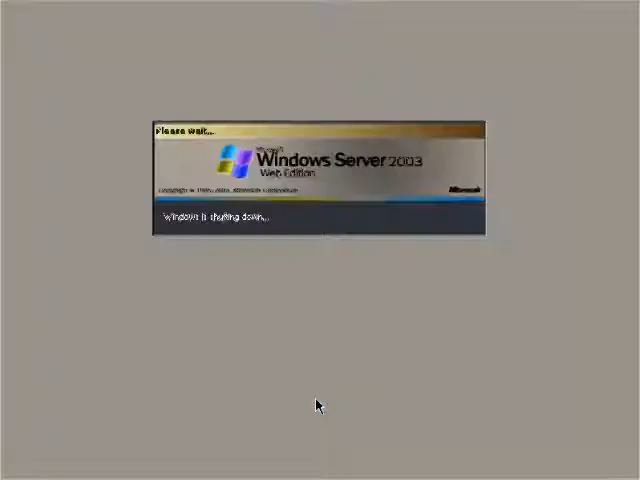 Please wait...
Microsoft
Windows Server 2003
Web Edition
Microsoft
Windows is shutting down...